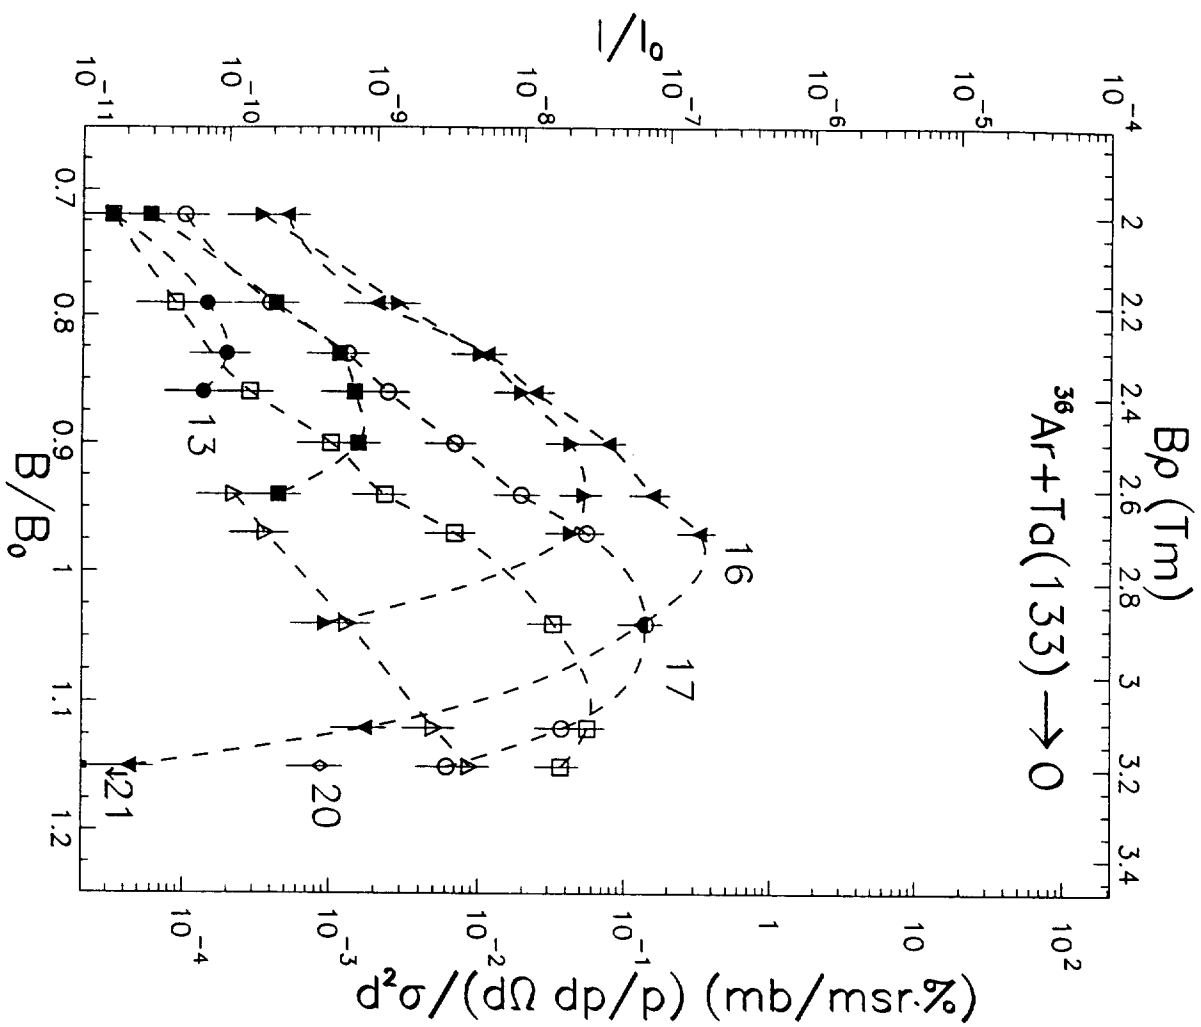 Bρ (Tm)
2 2.2 2.4 2.6 2.8 3 3.2 3.4
³⁶Ar+Ta(133) → O
I/I₀
10⁻⁴
10⁻⁵
10⁻⁶
10⁻⁷
10⁻⁸
10⁻⁹
10⁻¹⁰
10⁻¹¹
16
17
13
20
21
10²
10
1
10⁻¹
10⁻²
10⁻³
10⁻⁴
d²σ/(dΩ dp/p) (mb/msr.%)
0.7 0.8 0.9 1 1.1 1.2
B/B₀